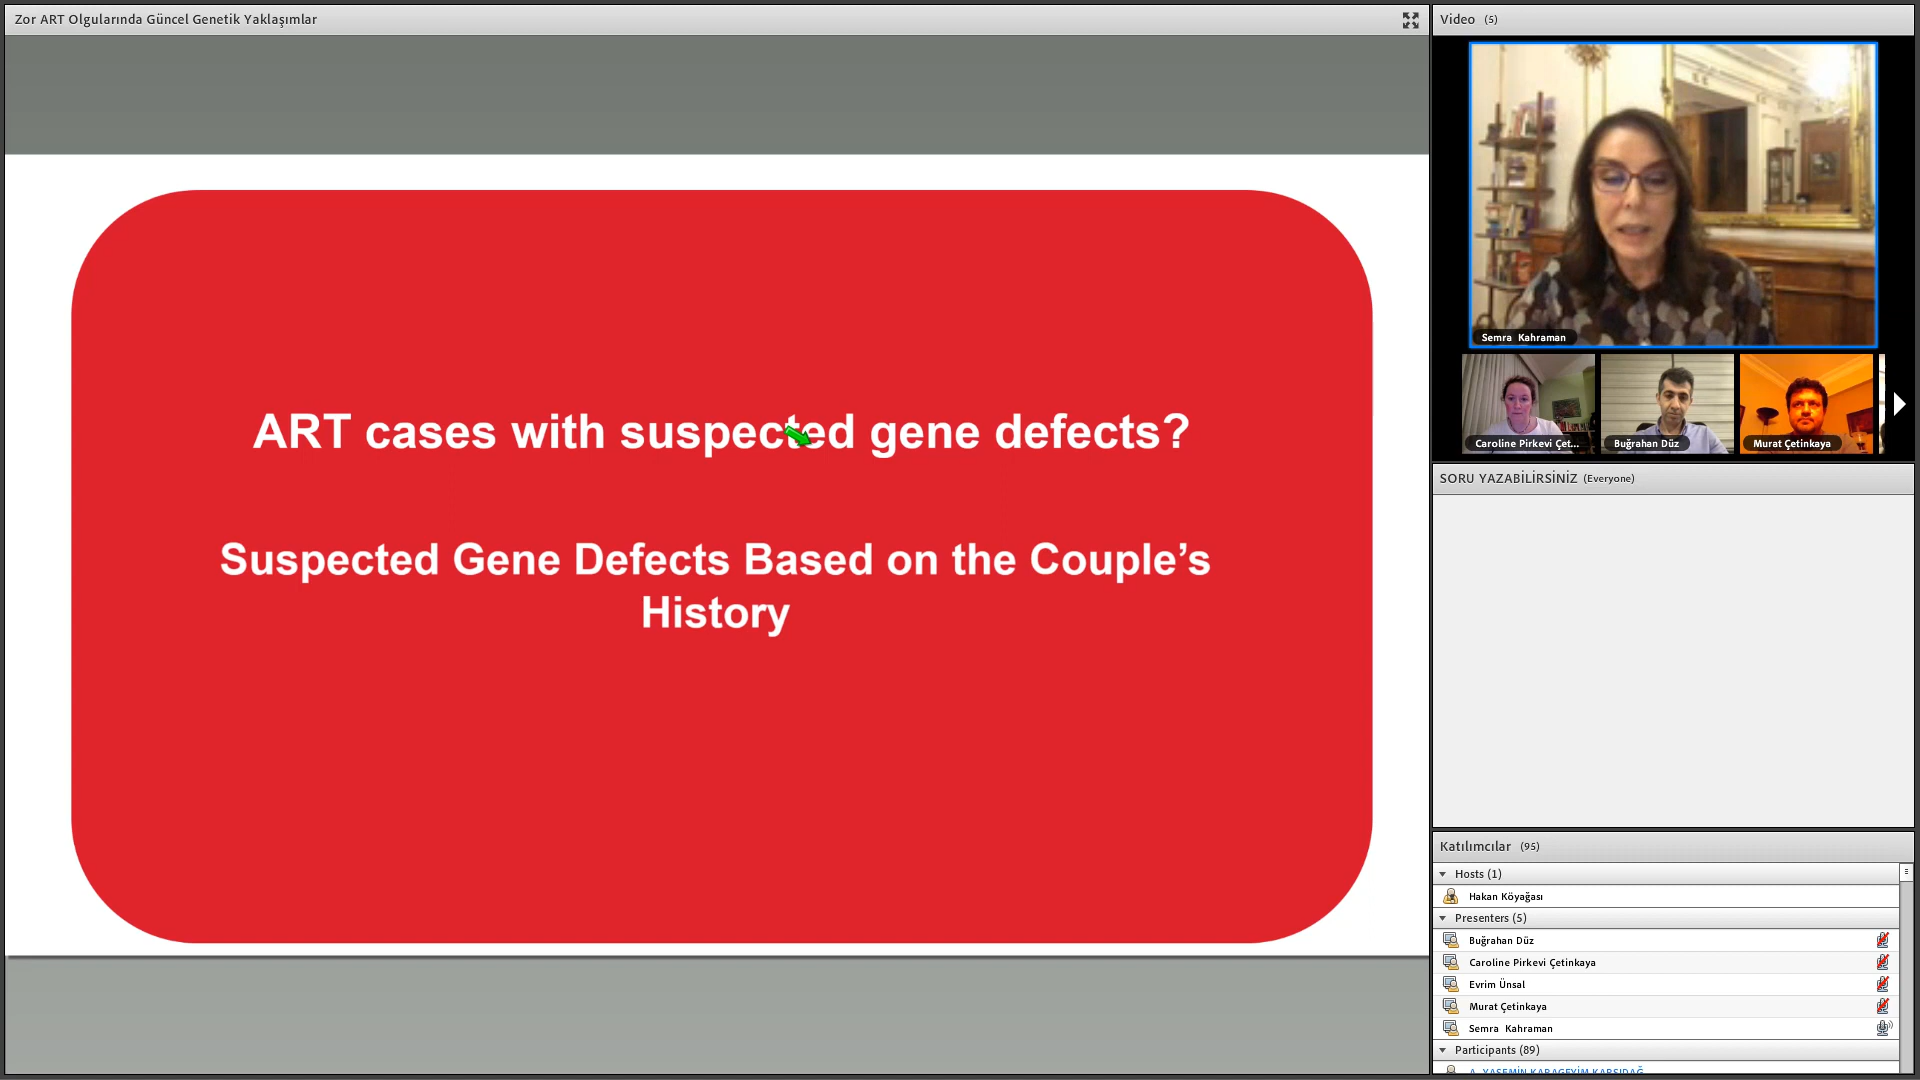 Zor ART Olgularında Güncel Genetik Yaklaşımlar
ART cases with suspected gene defects?
Suspected Gene Defects Based on the Couple’s
History
Video (5)
Semra Kahraman
Caroline Pirkevi Çet...
Buğrahan Düz
Murat Çetinkaya
SORU YAZABİLİRSİNİZ (Everyone)
Katılımcılar (95)
Hosts (1)
Hakan Köyağası
Presenters (5)
Buğrahan Düz
Caroline Pirkevi Çetinkaya
Evrim Ünsal
Murat Çetinkaya
Semra Kahraman
Participants (89)
A. YASEMİN KARAGEYİM KARSIDAĞ